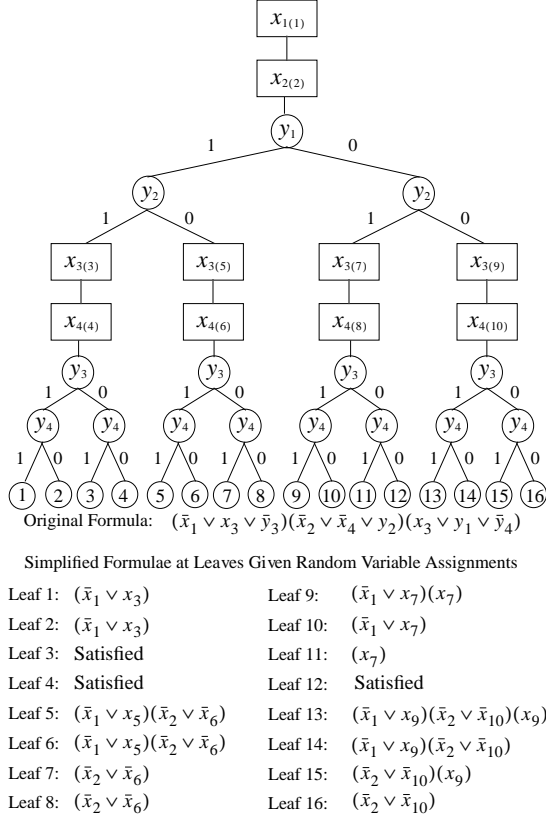 x₁₍₁₎
x₂₍₂₎
y₁
1 0
y₂ y₂
1 0 1 0
x₃₍₃₎ x₃₍₅₎ x₃₍₇₎ x₃₍₉₎
x₄₍₄₎ x₄₍₆₎ x₄₍₈₎ x₄₍₁₀₎
y₃ y₃ y₃ y₃
1 0 1 0 1 0 1 0
y₄ y₄ y₄ y₄ y₄ y₄ y₄ y₄
1 0 1 0 1 0 1 0 1 0 1 0 1 0 1 0
1 2 3 4 5 6 7 8 9 10 11 12 13 14 15 16
Original Formula: (x̄₁ ∨ x₃ ∨ ȳ₃)(x̄₂ ∨ x̄₄ ∨ y₂)(x₃ ∨ y₁ ∨ ȳ₄)
Simplified Formulae at Leaves Given Random Variable Assignments
Leaf 1: (x̄₁ ∨ x₃)
Leaf 2: (x̄₁ ∨ x₃)
Leaf 3: Satisfied
Leaf 4: Satisfied
Leaf 5: (x̄₁ ∨ x₅)(x̄₂ ∨ x̄₆)
Leaf 6: (x̄₁ ∨ x₅)(x̄₂ ∨ x̄₆)
Leaf 7: (x̄₂ ∨ x̄₆)
Leaf 8: (x̄₂ ∨ x̄₆)
Leaf 9: (x̄₁ ∨ x₇)(x₇)
Leaf 10: (x̄₁ ∨ x₇)
Leaf 11: (x₇)
Leaf 12: Satisfied
Leaf 13: (x̄₁ ∨ x₉)(x̄₂ ∨ x̄₁₀)(x₉)
Leaf 14: (x̄₁ ∨ x₉)(x̄₂ ∨ x̄₁₀)
Leaf 15: (x̄₂ ∨ x̄₁₀)(x₉)
Leaf 16: (x̄₂ ∨ x̄₁₀)